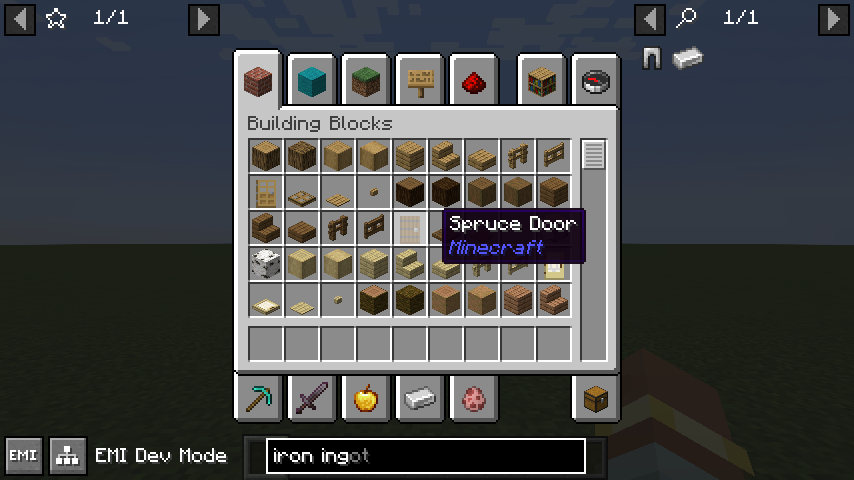 1/1
1/1
Building Blocks
Spruce Door
Minecraft
EMI
EMI Dev Mode
iron ingot